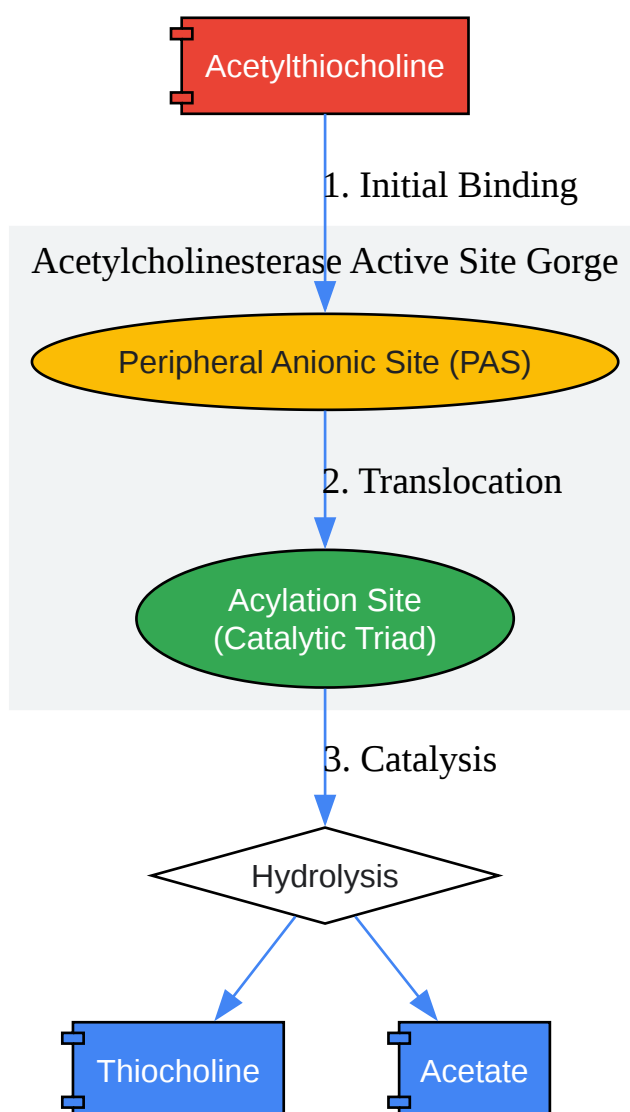 Acetylthiocholine
1. Initial Binding
Acetylcholinesterase Active Site Gorge
Peripheral Anionic Site (PAS)
2. Translocation
Acylation Site
(Catalytic Triad)
3. Catalysis
Hydrolysis
Thiocholine
Acetate